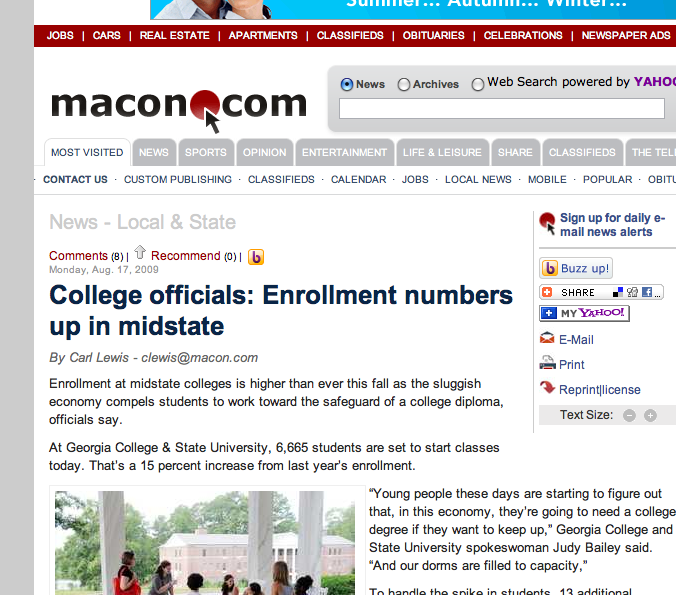 Summer... Autumn... Winter...
JOBS | CARS | REAL ESTATE | APARTMENTS | CLASSIFIEDS | OBITUARIES | CELEBRATIONS | NEWSPAPER ADS
macon.com
News Archives Web Search powered by YAHOO
MOST VISITED NEWS SPORTS OPINION ENTERTAINMENT LIFE & LEISURE SHARE CLASSIFIEDS THE TEL
· CONTACT US · CUSTOM PUBLISHING · CLASSIFIEDS · CALENDAR · JOBS · LOCAL NEWS · MOBILE · POPULAR · OBITU
News - Local & State
Comments (8) | Recommend (0) | b
Monday, Aug. 17, 2009
College officials: Enrollment numbers
up in midstate
By Carl Lewis - clewis@macon.com
Enrollment at midstate colleges is higher than ever this fall as the sluggish
economy compels students to work toward the safeguard of a college diploma,
officials say.
At Georgia College & State University, 6,665 students are set to start classes
today. That's a 15 percent increase from last year's enrollment.
“Young people these days are starting to figure out
that, in this economy, they're going to need a college
degree if they want to keep up,” Georgia College and
State University spokeswoman Judy Bailey said.
“And our dorms are filled to capacity,”
To handle the spike in students, 13 additional
Sign up for daily e-
mail news alerts
b Buzz up!
SHARE
MY YAHOO!
E-Mail
Print
Reprint|license
Text Size: